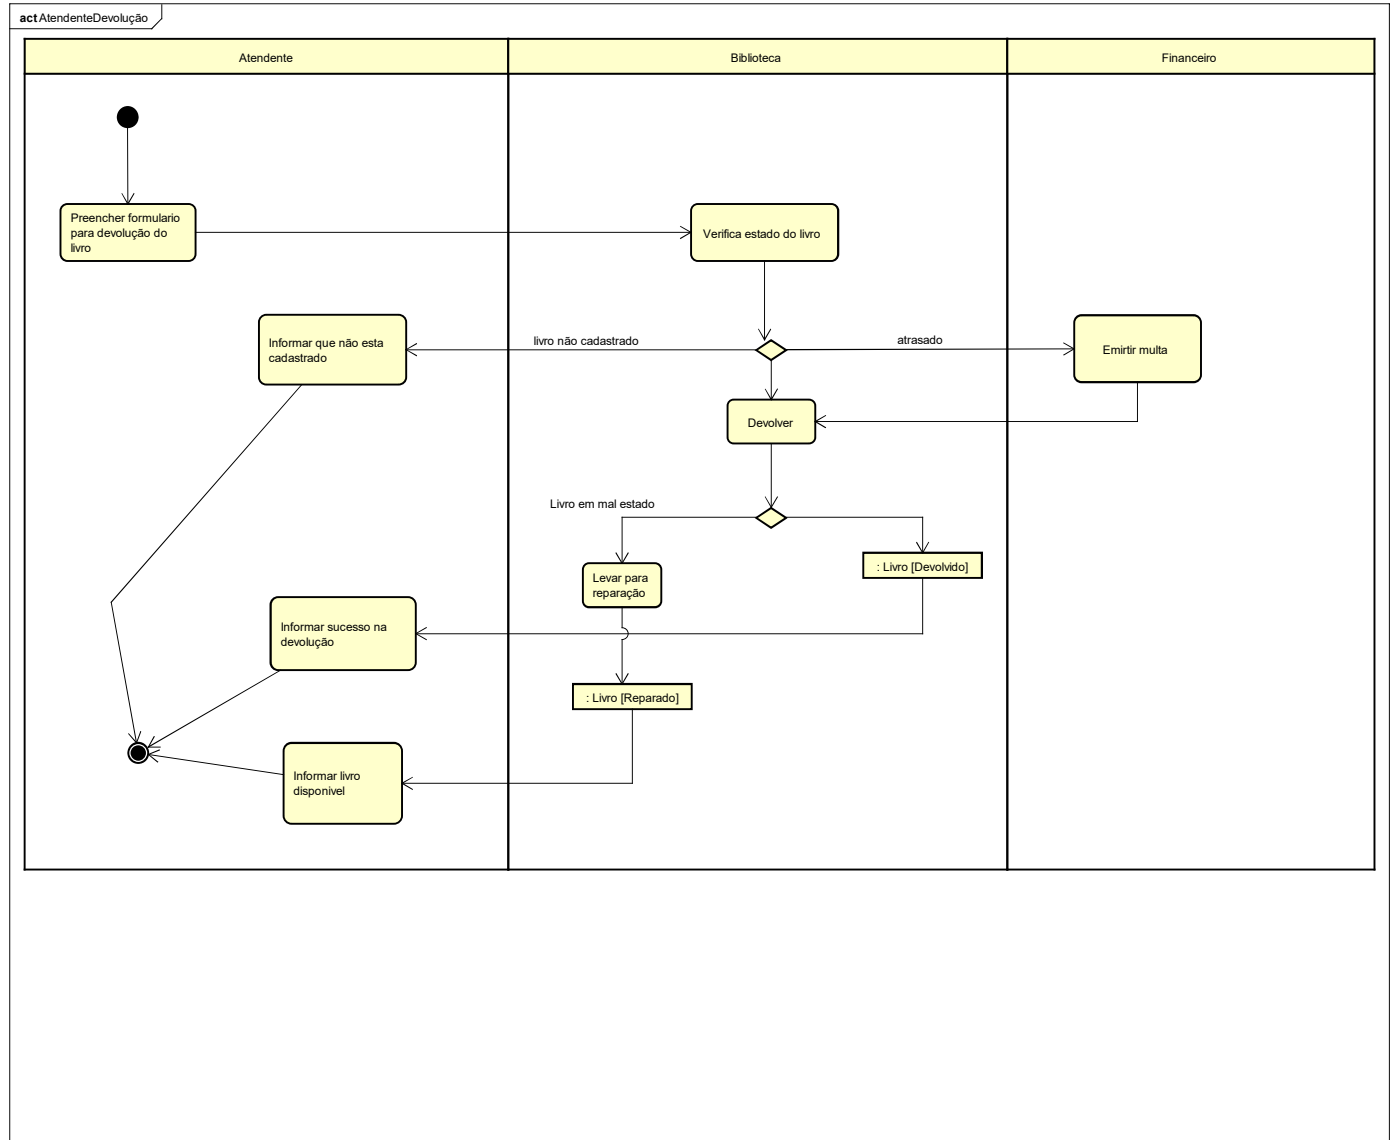 act AtendenteDevolução
Atendente
Biblioteca
Financeiro
Preencher formulario
para devolução do
livro
Verifica estado do livro
Informar que não esta
cadastrado
livro não cadastrado
atrasado
Emirtir multa
Devolver
Livro em mal estado
: Livro [Devolvido]
Levar para
reparação
Informar sucesso na
devolução
: Livro [Reparado]
Informar livro
disponivel